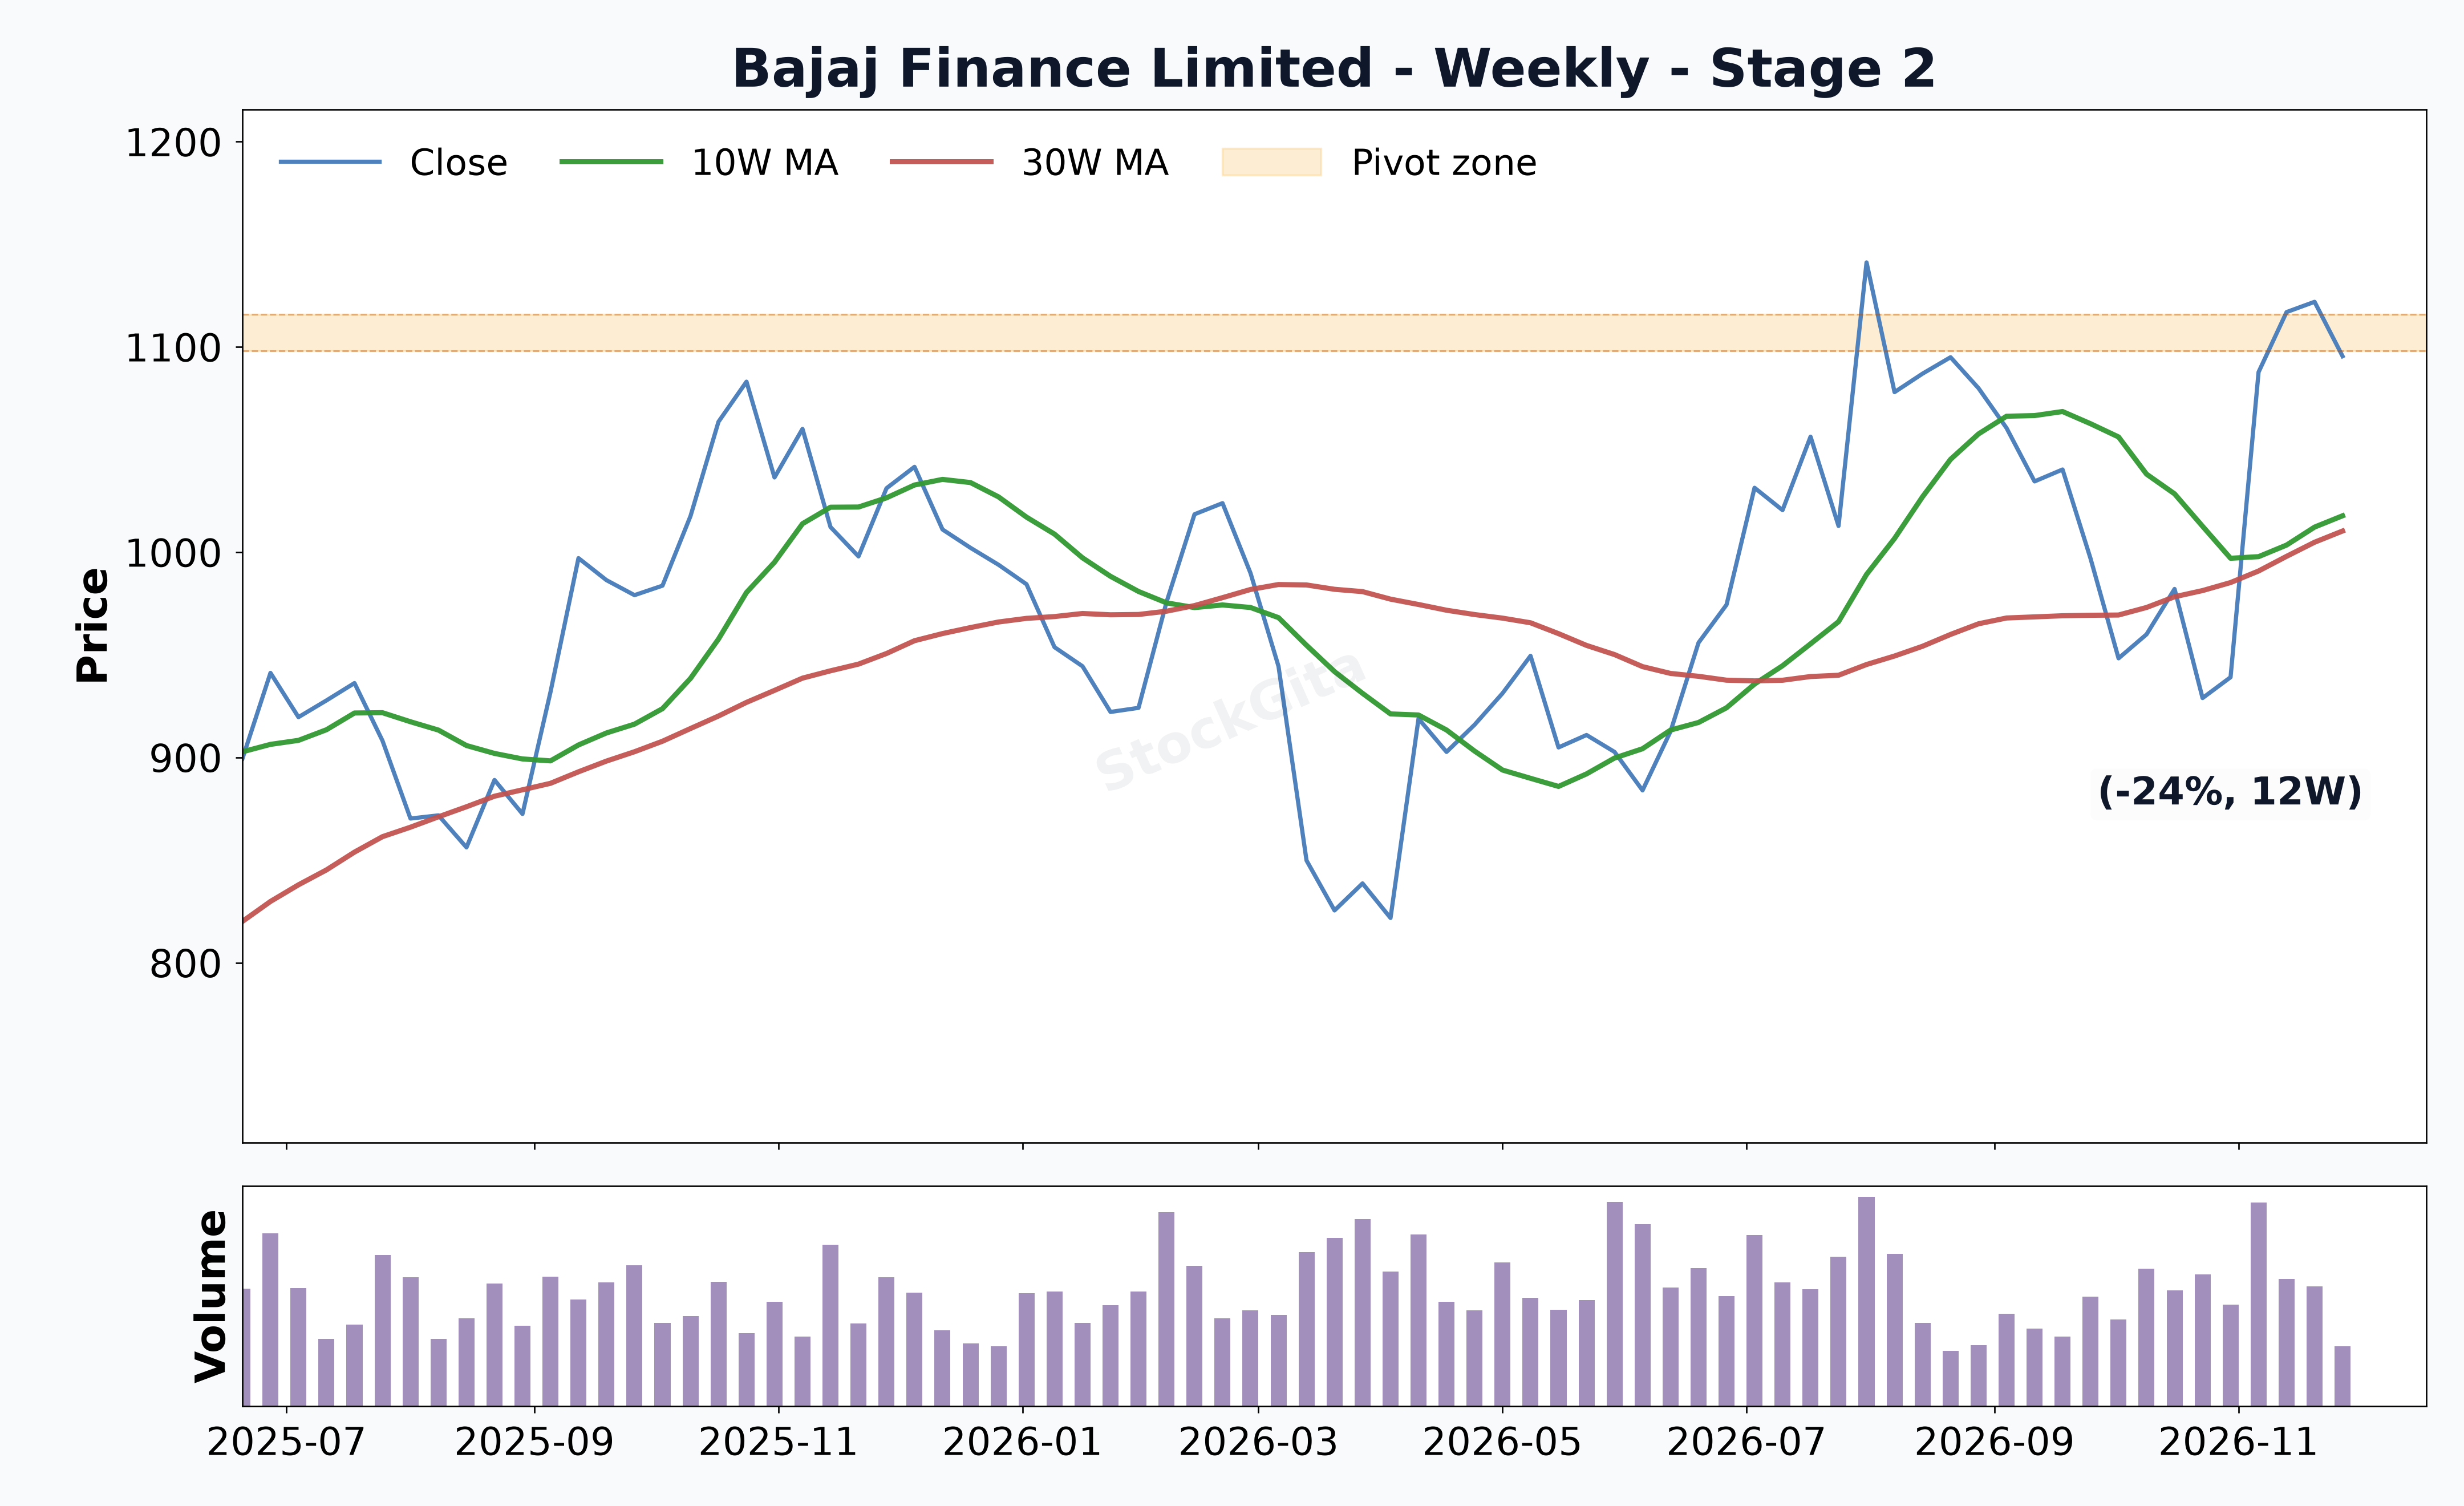 Bajaj Finance Limited - Weekly - Stage 2
Close 10W MA 30W MA Pivot zone
1200
1100
1000
900
800
Price
StockGita
(-24%, 12W)
Volume
2025-07 2025-09 2025-11 2026-01 2026-03 2026-05 2026-07 2026-09 2026-11